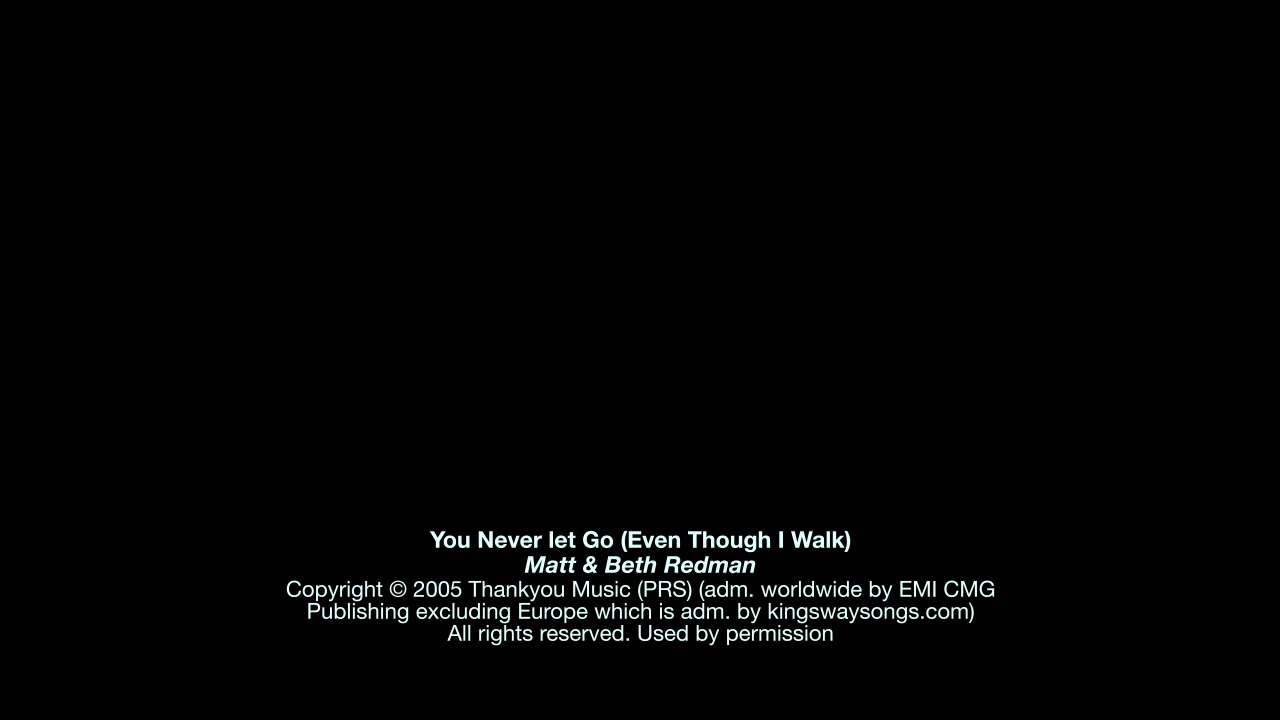 You Never let Go (Even Though I Walk)
Matt & Beth Redman
Copyright © 2005 Thankyou Music (PRS) (adm. worldwide by EMI CMG
Publishing excluding Europe which is adm. by kingswaysongs.com)
All rights reserved. Used by permission